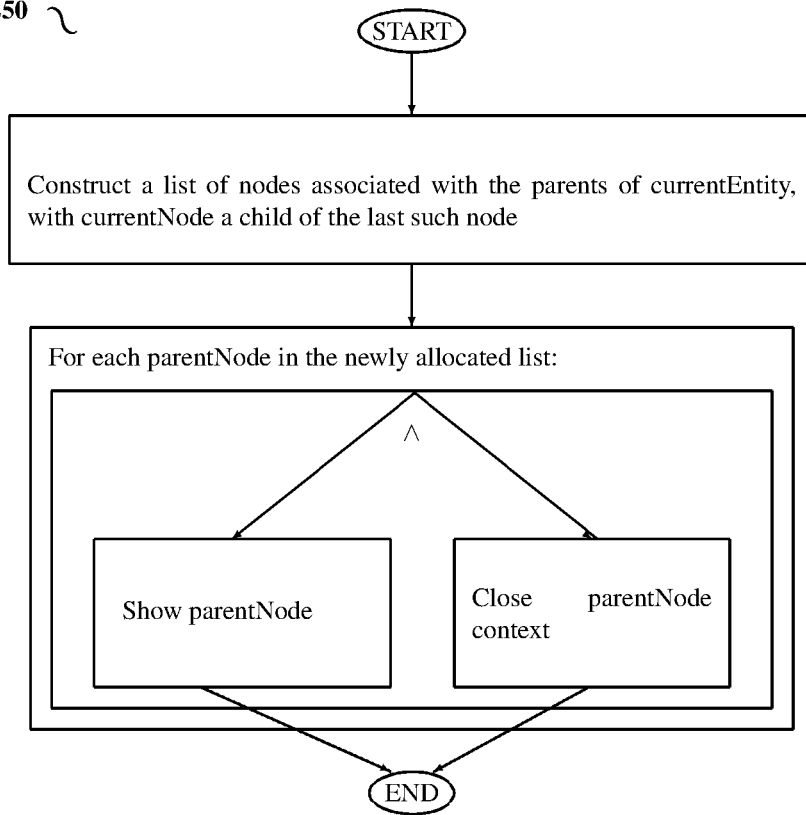 50
START
Construct a list of nodes associated with the parents of currentEntity,
with currentNode a child of the last such node
For each parentNode in the newly allocated list:
∧
Show parentNode
Close parentNode
context
END